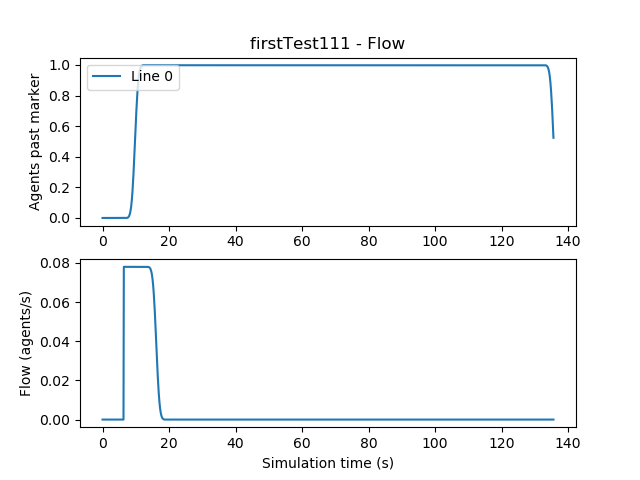 firstTest111 - Flow
Agents past marker
1.0
0.8
0.6
0.4
0.2
0.0
Line 0
0 20 40 60 80 100 120 140
Flow (agents/s)
0.08
0.06
0.04
0.02
0.00
0 20 40 60 80 100 120 140
Simulation time (s)